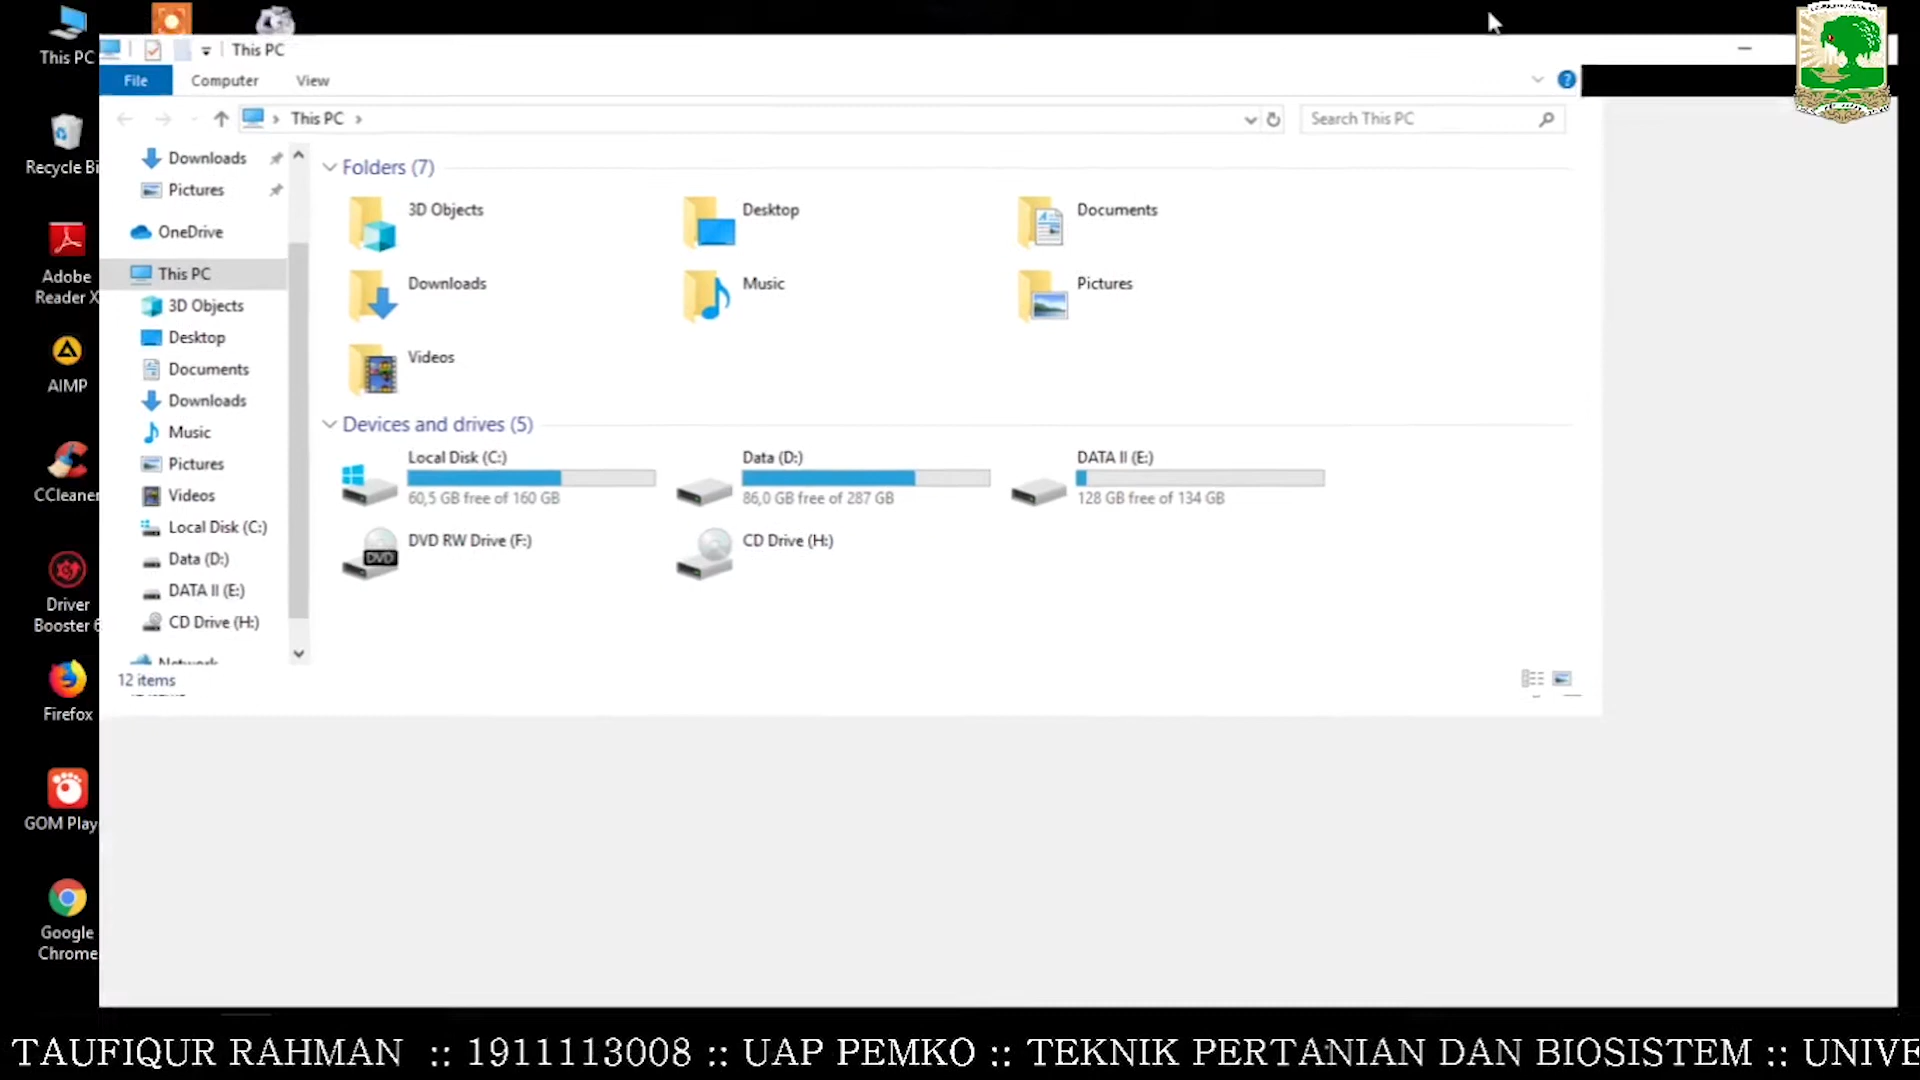 This PC
Recycle Bi
Adobe
Reader X
AIMP
CCleaner
Driver
Booster 6
Firefox
GOM Play
Google
Chrome
This PC
File
Computer
View
This PC
Search This PC
Downloads
Pictures
OneDrive
This PC
3D Objects
Desktop
Documents
Downloads
Music
Pictures
Videos
Local Disk (C:)
Data (D:)
DATA II (E:)
CD Drive (H:)
Network
Folders (7)
3D Objects
Desktop
Documents
Downloads
Music
Pictures
Videos
Devices and drives (5)
Local Disk (C:)
60,5 GB free of 160 GB
Data (D:)
86,0 GB free of 287 GB
DATA II (E:)
128 GB free of 134 GB
DVD RW Drive (F:)
DVD
CD Drive (H:)
12 items
TAUFIQUR RAHMAN :: 1911113008 :: UAP PEMKO :: TEKNIK PERTANIAN DAN BIOSISTEM :: UNIVE